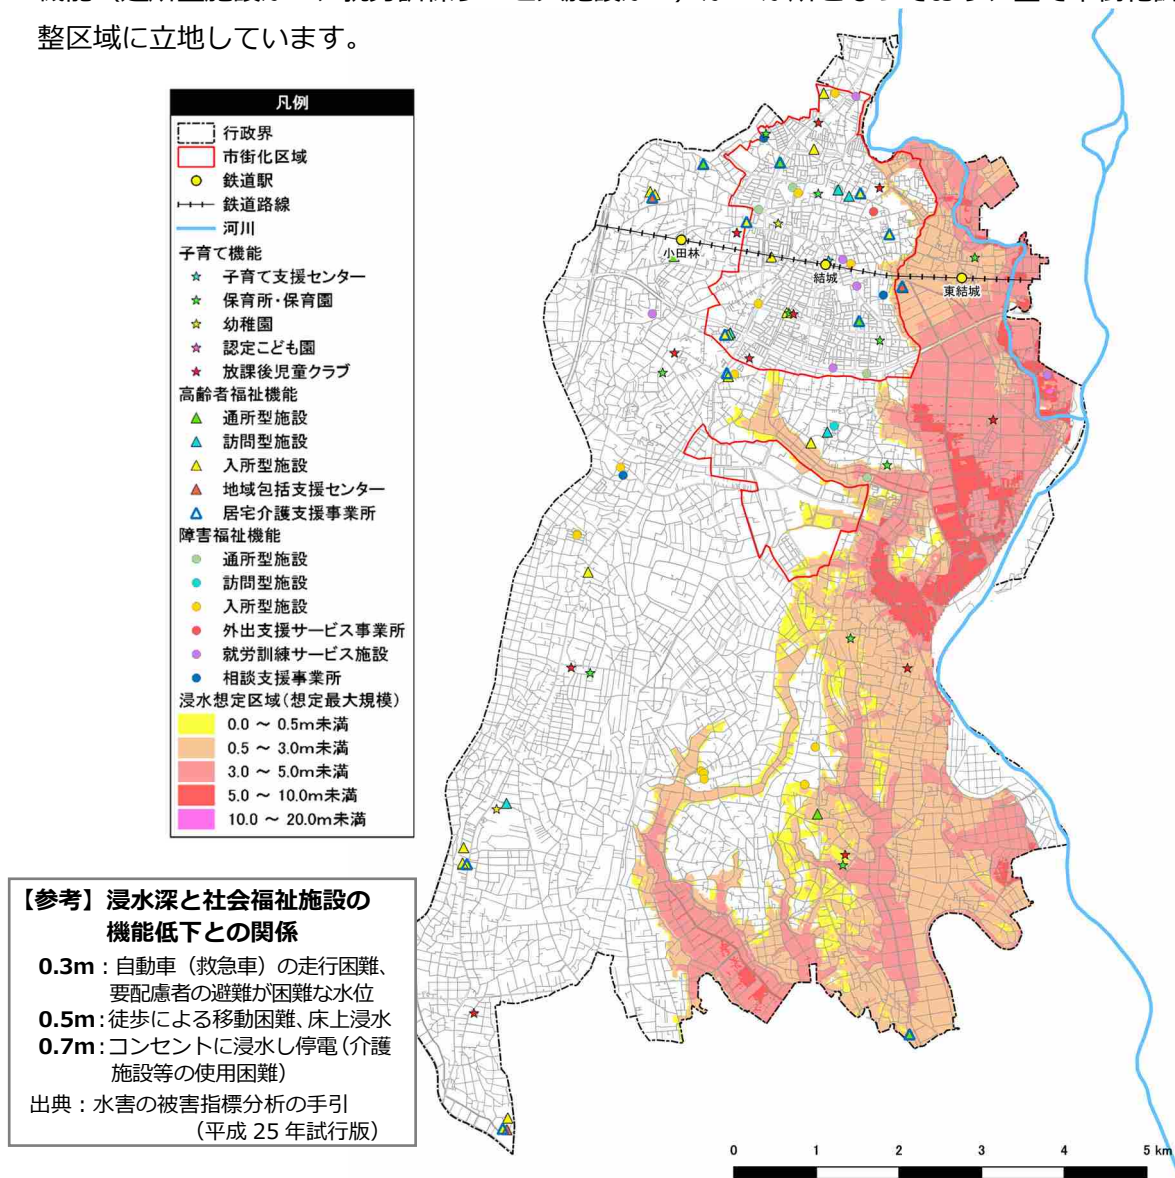 整区域に立地しています。
凡例
行政界
市街化区域
鉄道駅
鉄道路線
河川
子育て機能
子育て支援センター
保育所・保育園
幼稚園
認定こども園
放課後児童クラブ
高齢者福祉機能
通所型施設
訪問型施設
入所型施設
地域包括支援センター
居宅介護支援事業所
障害福祉機能
通所型施設
訪問型施設
入所型施設
外出支援サービス事業所
就労訓練サービス施設
相談支援事業所
浸水想定区域(想定最大規模)
0.0 ～ 0.5m未満
0.5 ～ 3.0m未満
3.0 ～ 5.0m未満
5.0 ～ 10.0m未満
10.0 ～ 20.0m未満
小田林
結城
東結城
【参考】浸水深と社会福祉施設の
機能低下との関係
0.3m：自動車（救急車）の走行困難、
要配慮者の避難が困難な水位
0.5m：徒歩による移動困難、床上浸水
0.7m：コンセントに浸水し停電（介護
施設等の使用困難）
出典：水害の被害指標分析の手引
（平成 25 年試行版）
0 1 2 3 4 5 km